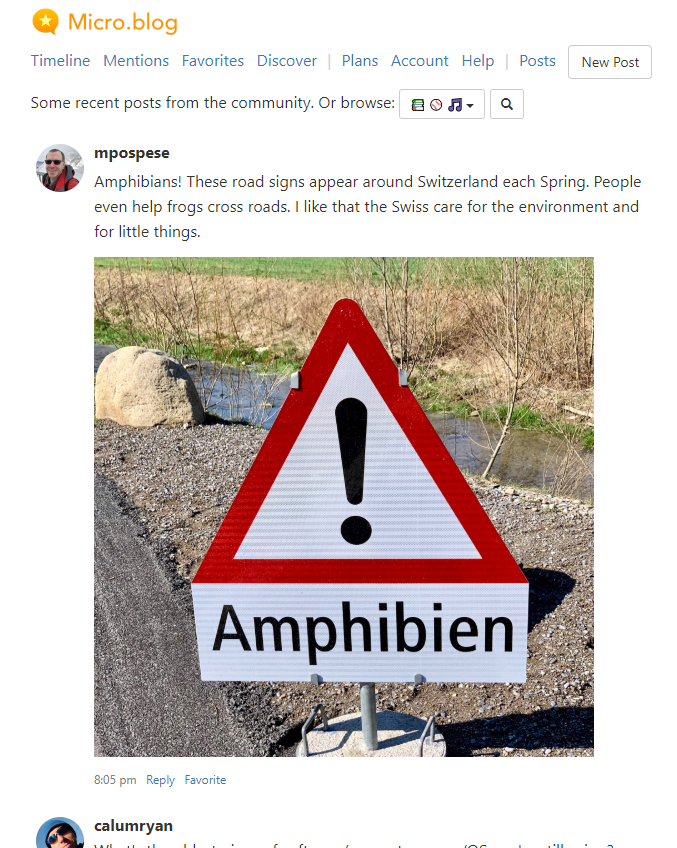 Micro.blog
Timeline Mentions Favorites Discover | Plans Account Help | Posts New Post
Some recent posts from the community. Or browse:
mpospese
Amphibians! These road signs appear around Switzerland each Spring. People
even help frogs cross roads. I like that the Swiss care for the environment and
for little things.
Amphibien
8:05 pm Reply Favorite
calumryan